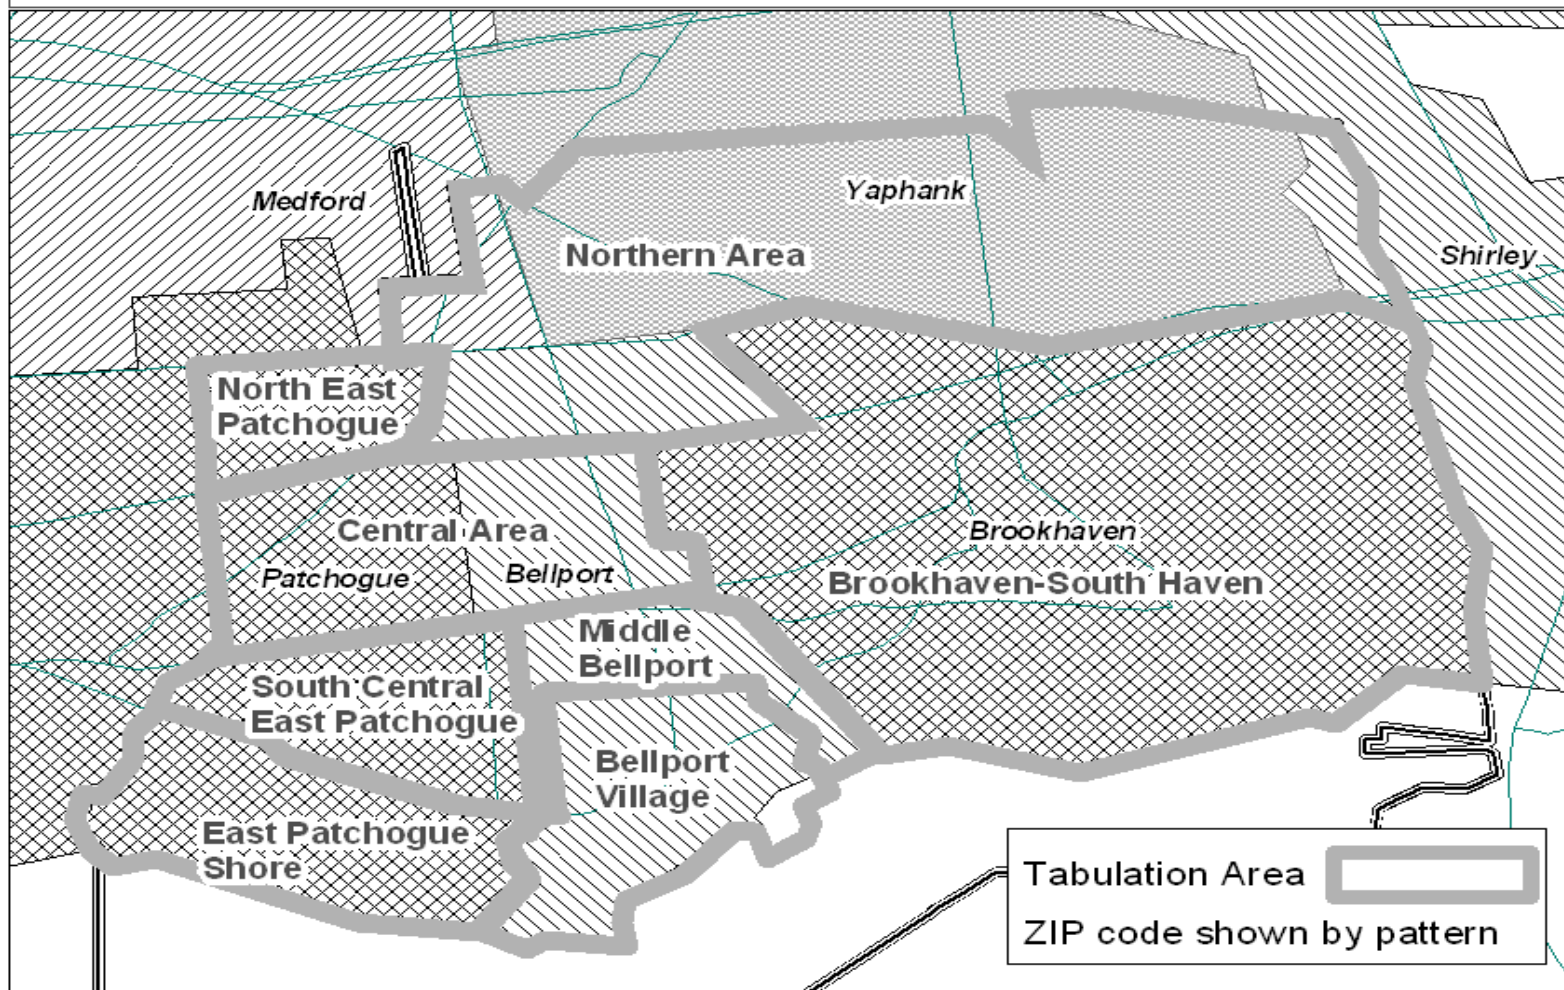 Medford
Yaphank
Northern Area
Shirley
North East
Patchogue
Central Area
Brookhaven
Patchogue
Bellport
Brookhaven-South Haven
Middle
Bellport
South Central
East Patchogue
Bellport
Village
East Patchogue
Shore
Tabulation Area
ZIP code shown by pattern